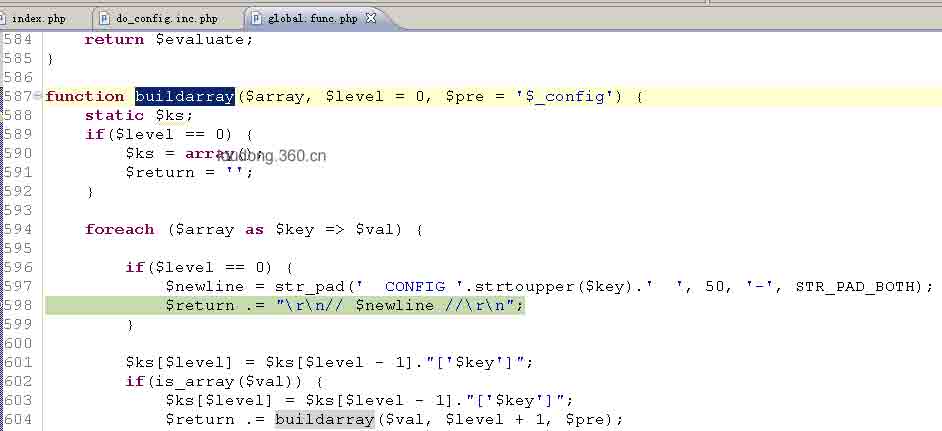 index.php do_config.inc.php global.func.php
584 return $evaluate;
585 }
586
587 function buildarray($array, $level = 0, $pre = '$_config') {
588 static $ks;
589 if($level == 0) {
590 $ks = array();
loudong.360.cn
591 $return = '';
592 }
593
594 foreach ($array as $key => $val) {
595
596 if($level == 0) {
597 $newline = str_pad('  CONFIG '.strtoupper($key).'  ', 50, '-', STR_PAD_BOTH);
598 $return .= "\r\n// $newline //\r\n";
599 }
600
601 $ks[$level] = $ks[$level - 1]."['$key']";
602 if(is_array($val)) {
603 $ks[$level] = $ks[$level - 1]."['$key']";
604 $return .= buildarray($val, $level + 1, $pre);